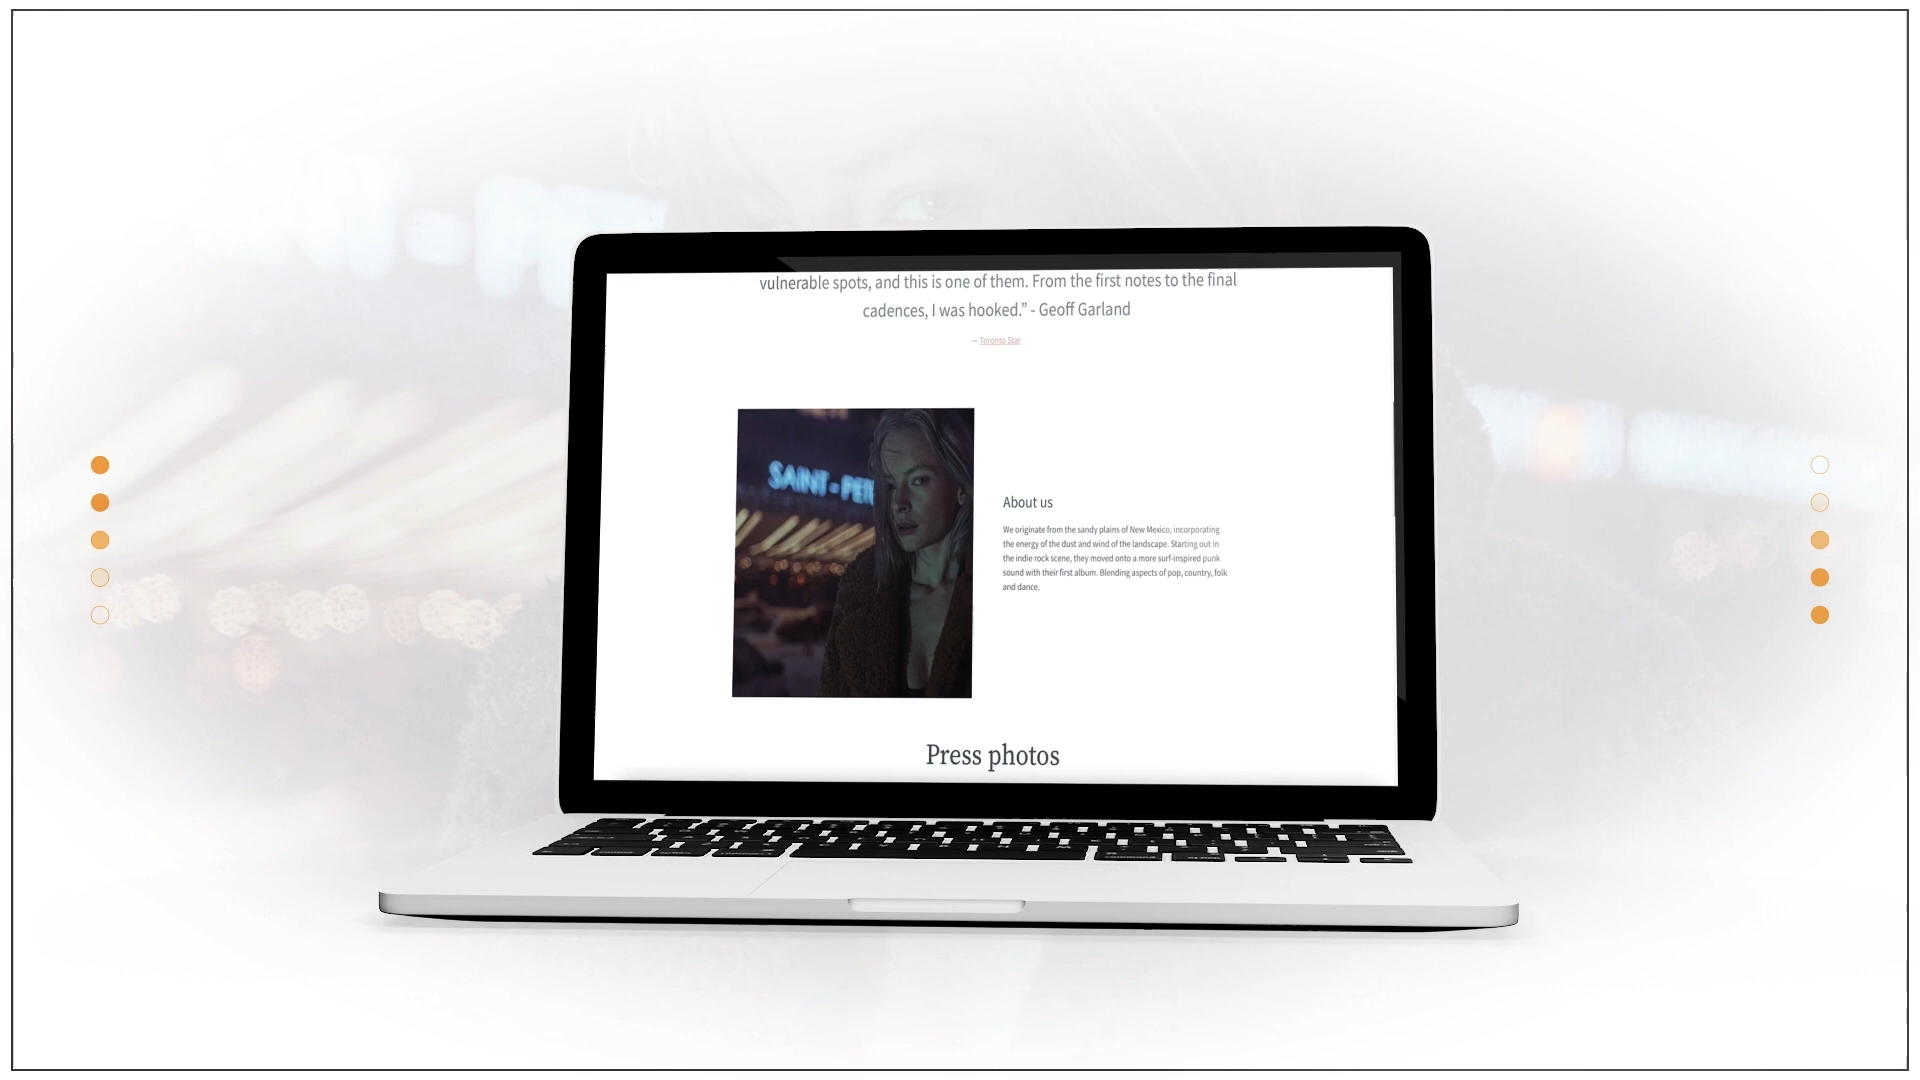 vulnerable spots, and this is one of them. From the first notes to the final
cadences, I was hooked.” - Geoff Garland
— Toronto Star
SAINT-PE
About us
We originate from the sandy plains of New Mexico, incorporating
the energy of the dust and wind of the landscape. Starting out in
the indie rock scene, they moved onto a more surf-inspired punk
sound with their first album. Blending aspects of pop, country, folk
and dance.
Press photos